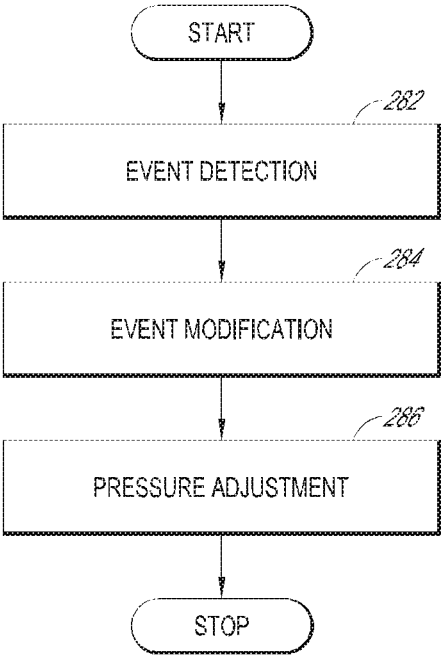 START
282
EVENT DETECTION
284
EVENT MODIFICATION
286
PRESSURE ADJUSTMENT
STOP